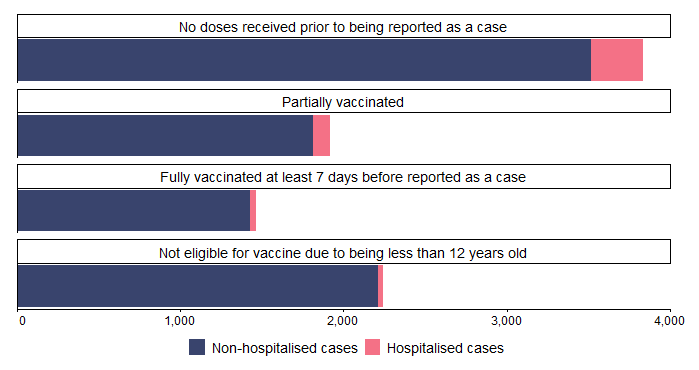 No doses received prior to being reported as a case
Partially vaccinated
Fully vaccinated at least 7 days before reported as a case
Not eligible for vaccine due to being less than 12 years old
0 1,000 2,000 3,000 4,000
Non-hospitalised cases Hospitalised cases